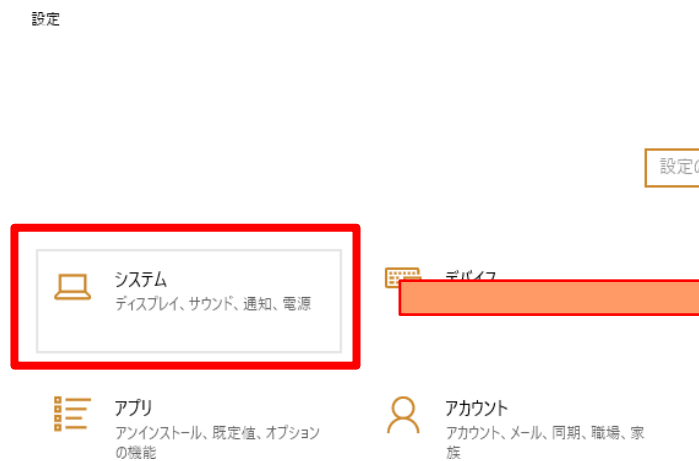 設定
設定の
システム
ディスプレイ、サウンド、通知、電源
デバイス
アプリ
アンインストール、既定値、オプション
の機能
アカウント
アカウント、メール、同期、職場、家
族